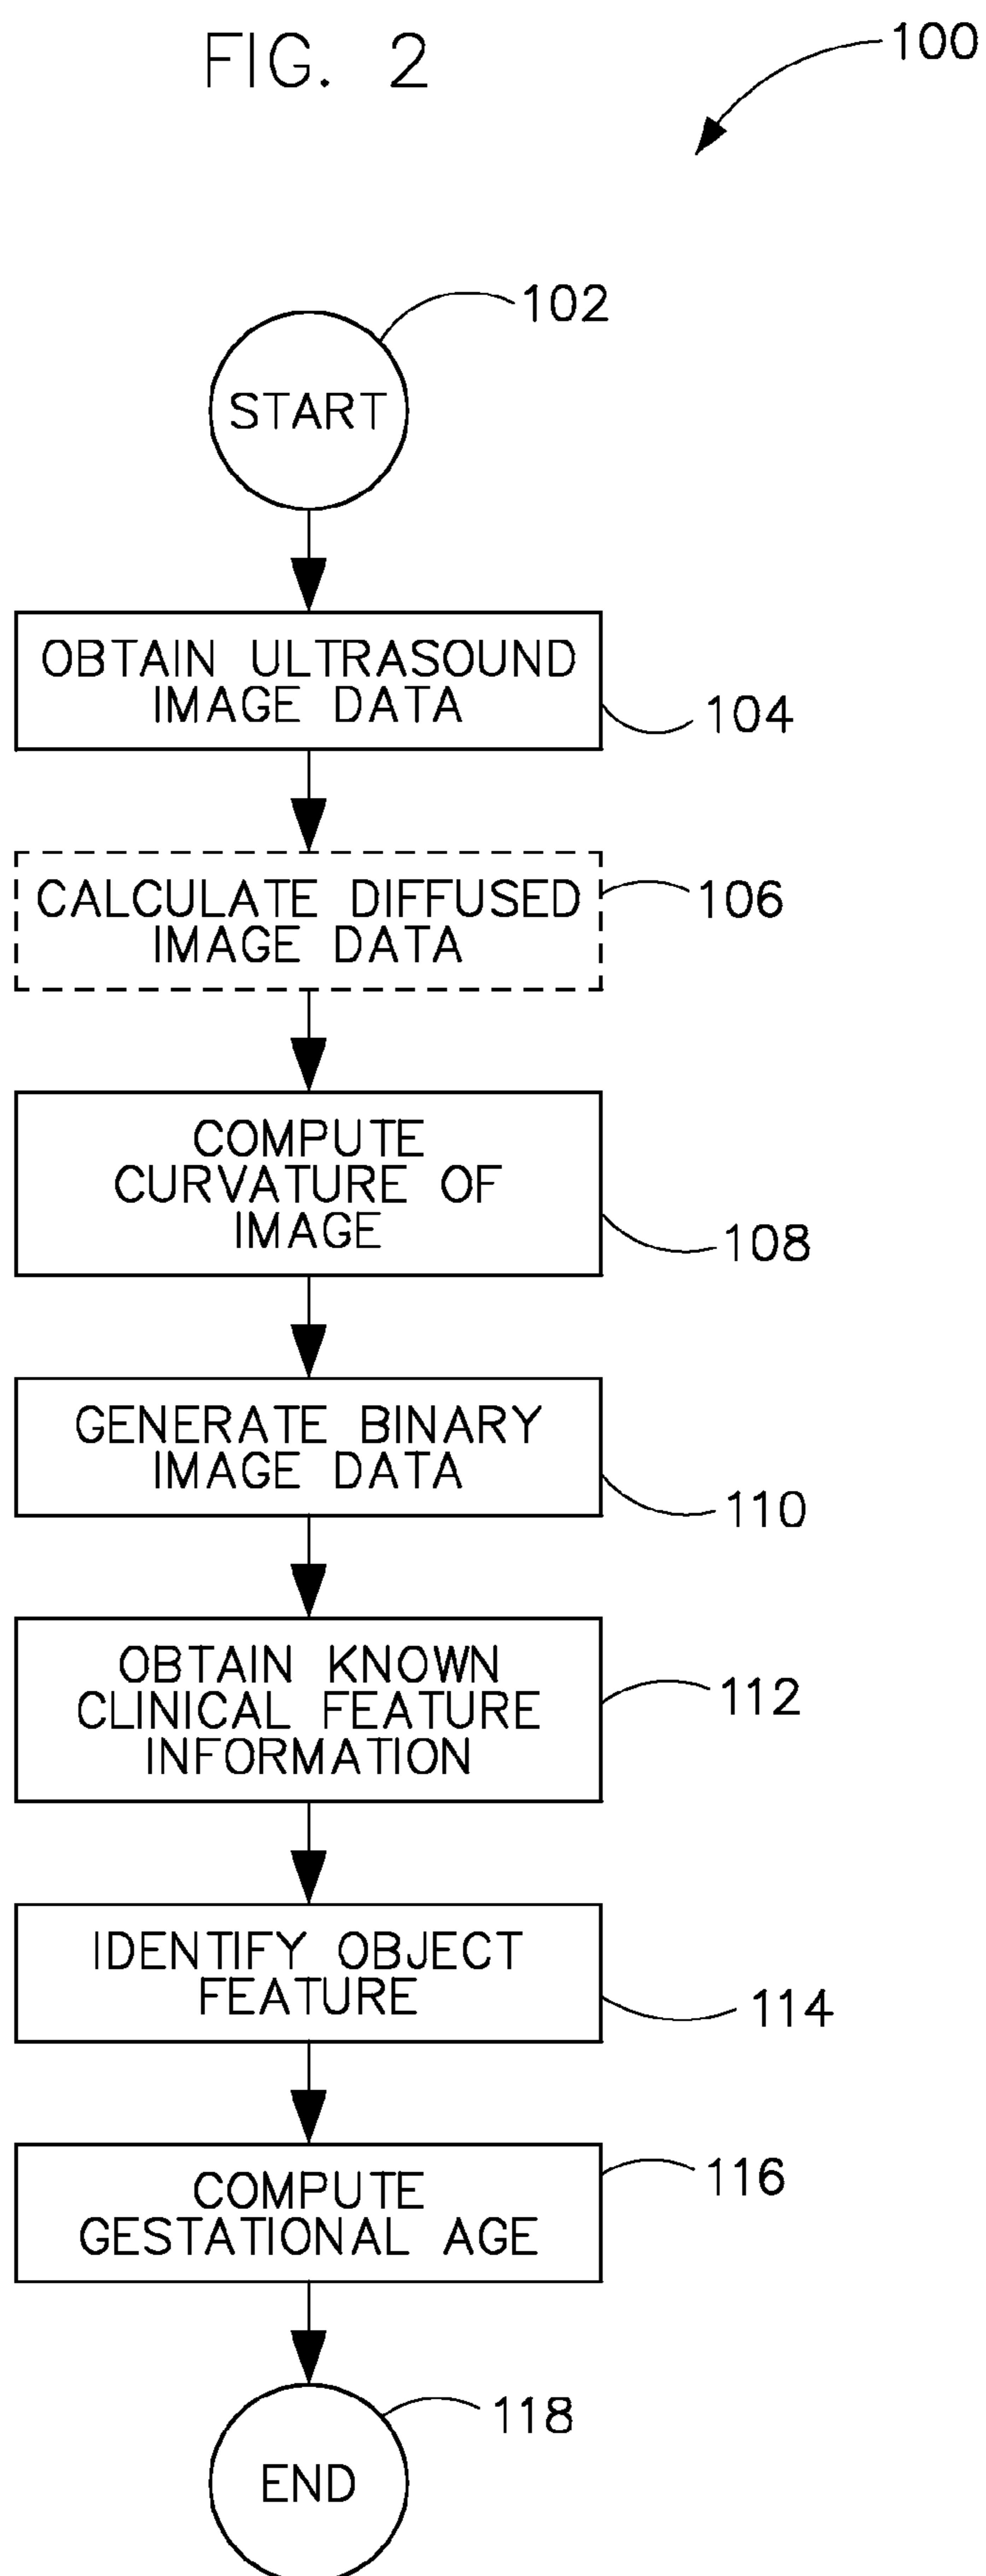 FIG. 2
100
102
START
OBTAIN ULTRASOUND
IMAGE DATA
104
CALCULATE DIFFUSED
IMAGE DATA
106
COMPUTE
CURVATURE OF
IMAGE
108
GENERATE BINARY
IMAGE DATA
110
OBTAIN KNOWN
CLINICAL FEATURE
INFORMATION
112
IDENTIFY OBJECT
FEATURE
114
COMPUTE
GESTATIONAL AGE
116
118
END